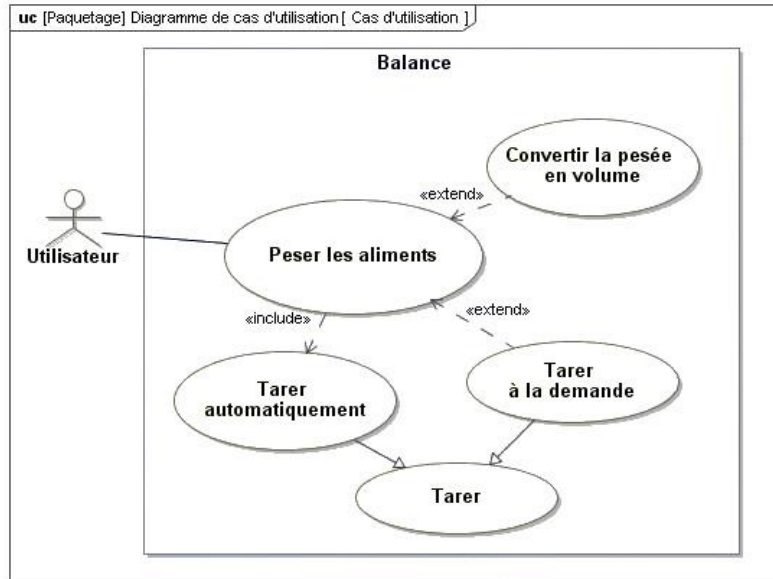 uc [Paquetage] Diagramme de cas d'utilisation [ Cas d'utilisation ]
Balance
Convertir la pesée
en volume
«extend»
Utilisateur
Peser les aliments
«include»
«extend»
Tarer
automatiquement
Tarer
à la demande
Tarer